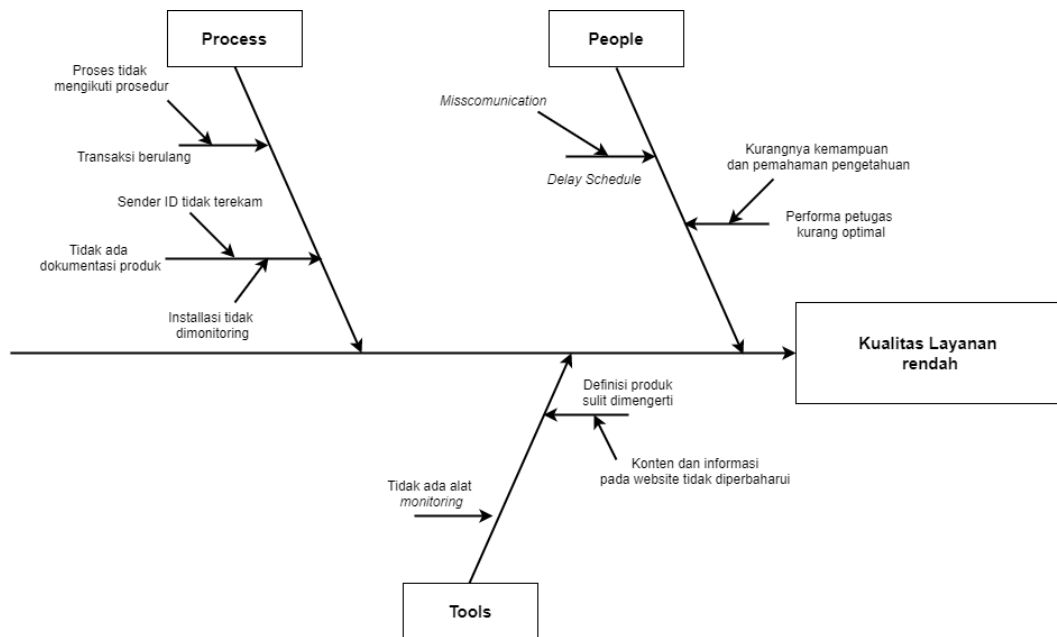 Process
People
Proses tidak
mengikuti prosedur
Transaksi berulang
Sender ID tidak terekam
Tidak ada
dokumentasi produk
Installasi tidak
dimonitoring
Misscomunication
Delay Schedule
Kurangnya kemampuan
dan pemahaman pengetahuan
Performa petugas
kurang optimal
Kualitas Layanan
rendah
Definisi produk
sulit dimengerti
Konten dan informasi
pada website tidak diperbaharui
Tidak ada alat
monitoring
Tools